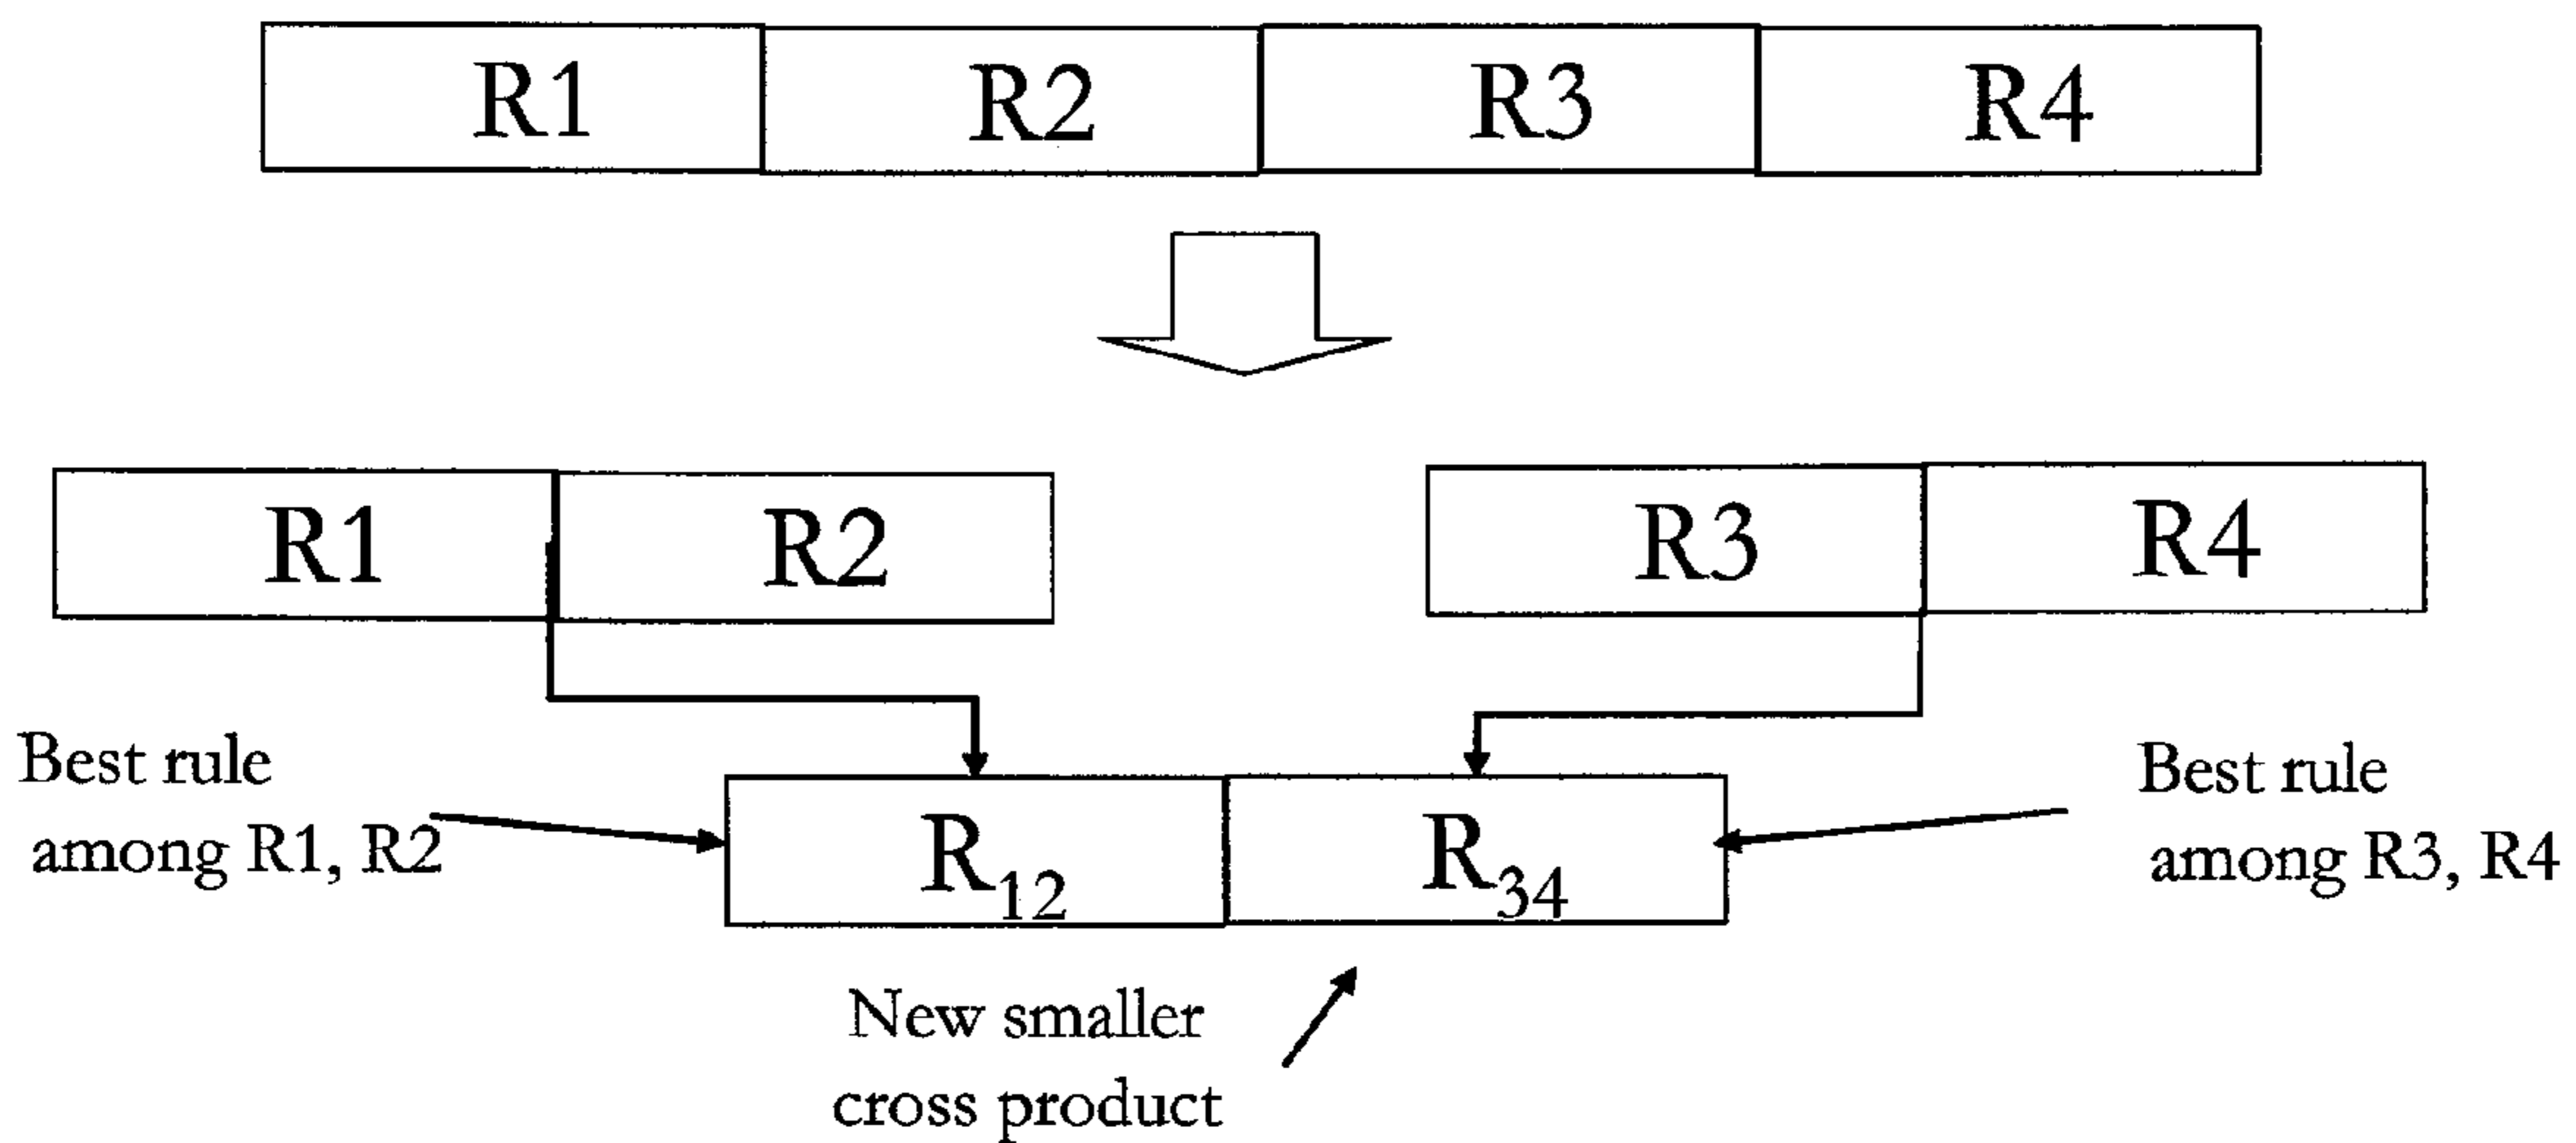 R1 R2 R3 R4
R1 R2 R3 R4
Best rule
among R1, R2
R₁₂ R₃₄
Best rule
among R3, R4
New smaller
cross product